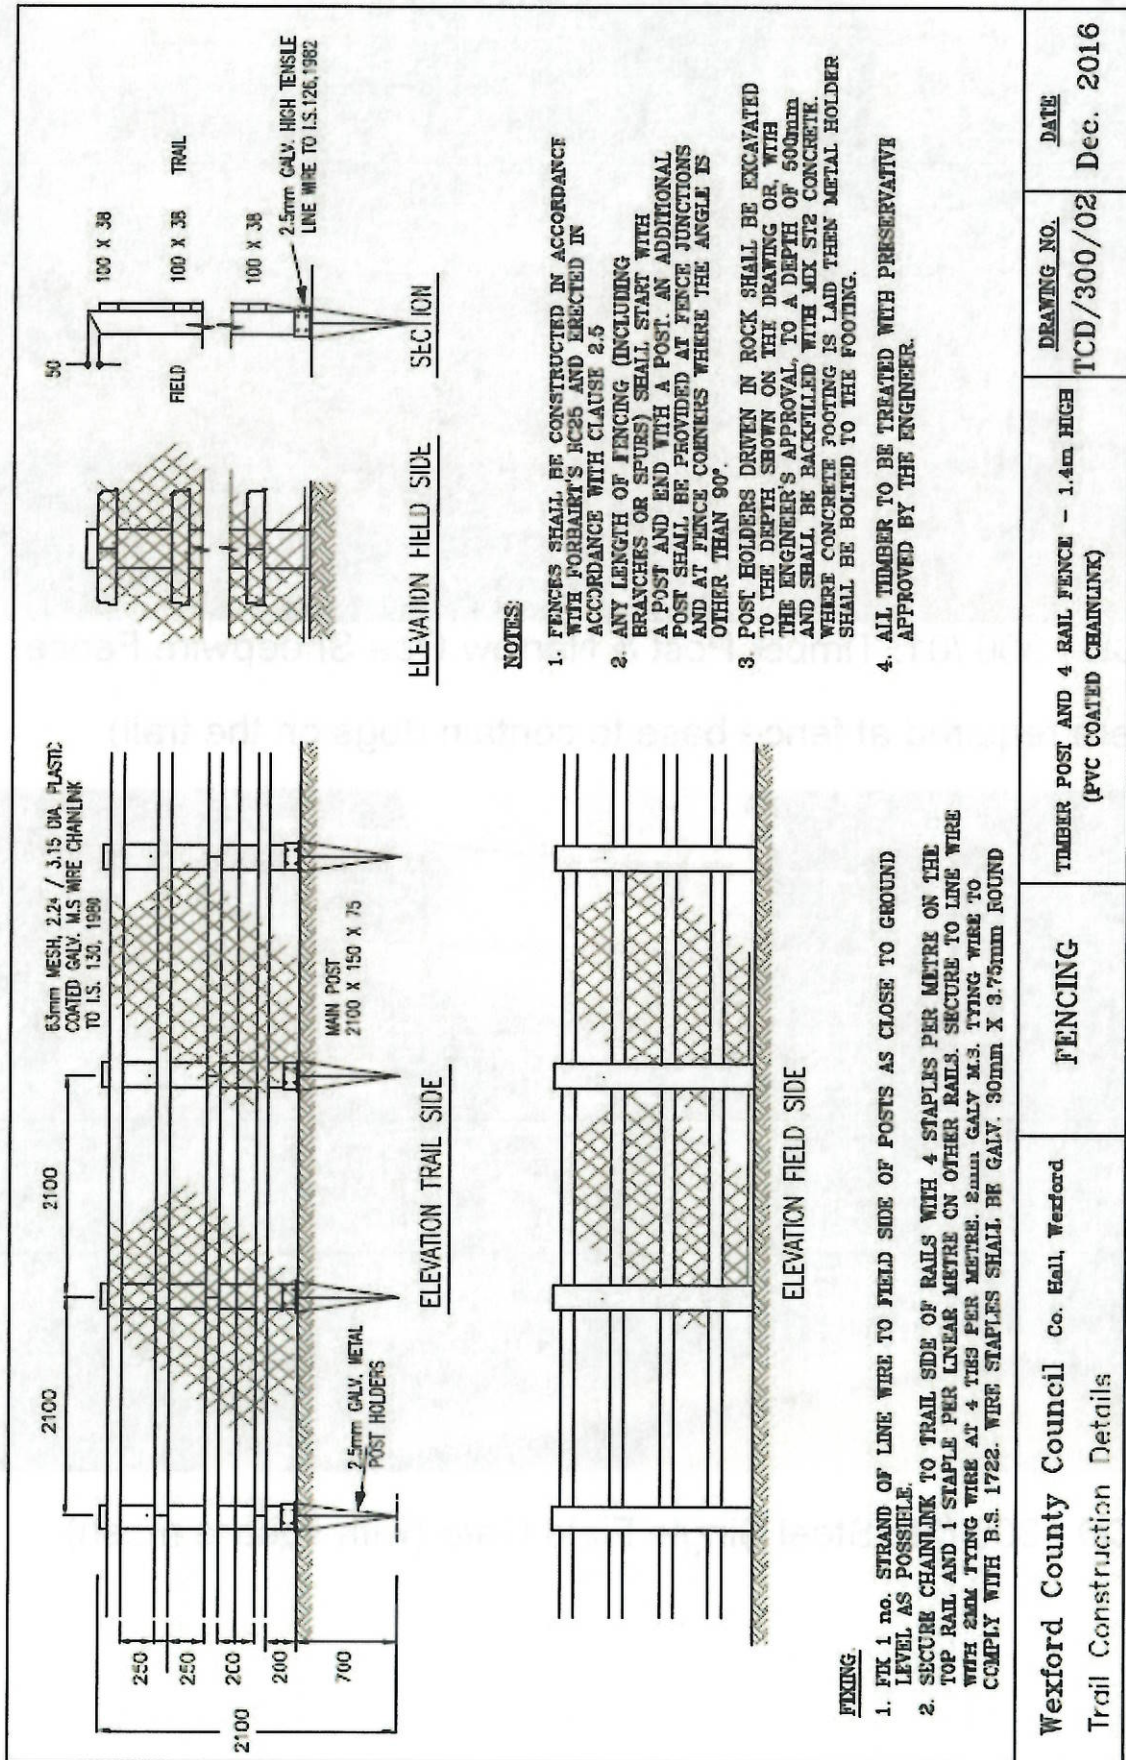 2100
2100
63mm MESH, 2.24 / 3.15 DIA. PLASTIC
COATED GALV. M.S WIRE CHAINLINK
TO I.S. 130, 1980
250
250
200
200
700
2100
2.5mm GALV. METAL
POST HOLDERS
MAIN POST
2100 X 150 X 75
ELEVATION TRAIL SIDE
ELEVATION FIELD SIDE
50
100 X 38
FIELD
100 X 38
TRAIL
100 X 38
2.5mm GALV. HIGH TENSILE
LINE WIRE TO I.S.126,1982
ELEVATION FIELD SIDE
SECTION
NOTES:
1. FENCES SHALL BE CONSTRUCTED IN ACCORDANCE
WITH FORBAIRT'S RC25 AND ERECTED IN
ACCORDANCE WITH CLAUSE 2.5
2. ANY LENGTH OF FENCING (INCLUDING
BRANCHES OR SPURS) SHALL START WITH
A POST AND END WITH A POST. AN ADDITIONAL
POST SHALL BE PROVIDED AT FENCE JUNCTIONS
AND AT FENCE CORNERS WHERE THE ANGLE IS
OTHER THAN 90°.
3. POST HOLDERS DRIVEN IN ROCK SHALL BE EXCAVATED
TO THE DEPTH SHOWN ON THE DRAWING OR, WITH
THE ENGINEER'S APPROVAL, TO A DEPTH OF 500mm
AND SHALL BE BACKFILLED WITH MIX S12 CONCRETE.
WHERE CONCRETE FOOTING IS LAID THEN METAL HOLDER
SHALL BE BOLTED TO THE FOOTING.
4. ALL TIMBER TO BE TREATED WITH PRESERVATIVE
APPROVED BY THE ENGINEER.
FIXING.
1. FIX 1 no. STRAND OF LINE WIRE TO FIELD SIDE OF POSTS AS CLOSE TO GROUND
LEVEL AS POSSIBLE.
2. SECURE CHAINLINK TO TRAIL SIDE OF RAILS WITH 4 STAPLES PER METRE ON THE
TOP RAIL AND 1 STAPLE PER LINEAR METRE ON OTHER RAILS. SECURE TO LINE WIRE
WITH 2MM TYING WIRE AT 4 TIES PER METRE. 2mm GALV M.S. TYING WIRE TO
COMPLY WITH B.S. 1722. WIRE STAPLES SHALL BE GALV. 30mm X 3.75mm ROUND
Wexford County Council Co. Hall, Wexford
Trail Construction Details
FENCING
TIMBER POST AND 4 RAIL FENCE - 1.4m HIGH
(PVC COATED CHAINLINK)
DRAWING NO.
TCD/300/02
DATE
Dec. 2016